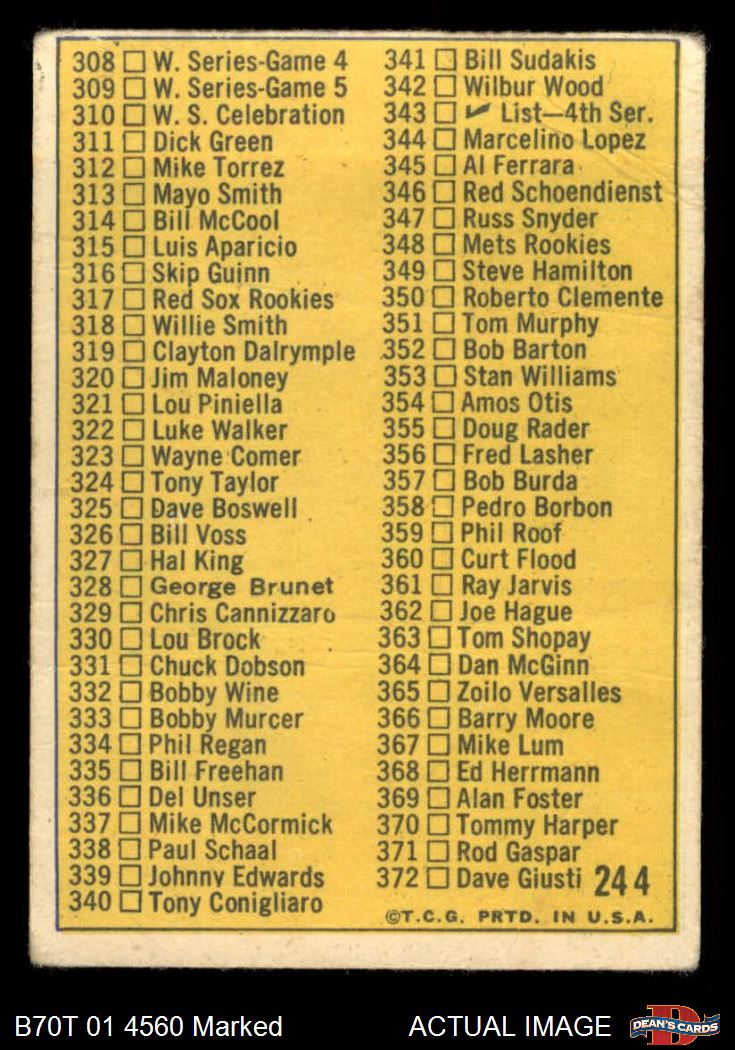 308 W. Series-Game 4
309 W. Series-Game 5
310 W. S. Celebration
311 Dick Green
312 Mike Torrez
313 Mayo Smith
314 Bill McCool
315 Luis Aparicio
316 Skip Guinn
317 Red Sox Rookies
318 Willie Smith
319 Clayton Dalrymple
320 Jim Maloney
321 Lou Piniella
322 Luke Walker
323 Wayne Comer
324 Tony Taylor
325 Dave Boswell
326 Bill Voss
327 Hal King
328 George Brunet
329 Chris Cannizzaro
330 Lou Brock
331 Chuck Dobson
332 Bobby Wine
333 Bobby Murcer
334 Phil Regan
335 Bill Freehan
336 Del Unser
337 Mike McCormick
338 Paul Schaal
339 Johnny Edwards
340 Tony Conigliaro
341 Bill Sudakis
342 Wilbur Wood
343 ✓ List—4th Ser.
344 Marcelino Lopez
345 Al Ferrara
346 Red Schoendienst
347 Russ Snyder
348 Mets Rookies
349 Steve Hamilton
350 Roberto Clemente
351 Tom Murphy
352 Bob Barton
353 Stan Williams
354 Amos Otis
355 Doug Rader
356 Fred Lasher
357 Bob Burda
358 Pedro Borbon
359 Phil Roof
360 Curt Flood
361 Ray Jarvis
362 Joe Hague
363 Tom Shopay
364 Dan McGinn
365 Zoilo Versalles
366 Barry Moore
367 Mike Lum
368 Ed Herrmann
369 Alan Foster
370 Tommy Harper
371 Rod Gaspar
372 Dave Giusti 244
©T.C.G. PRTD. IN U.S.A.
B70T 01 4560 Marked
ACTUAL IMAGE
D
DEAN'S CARDS